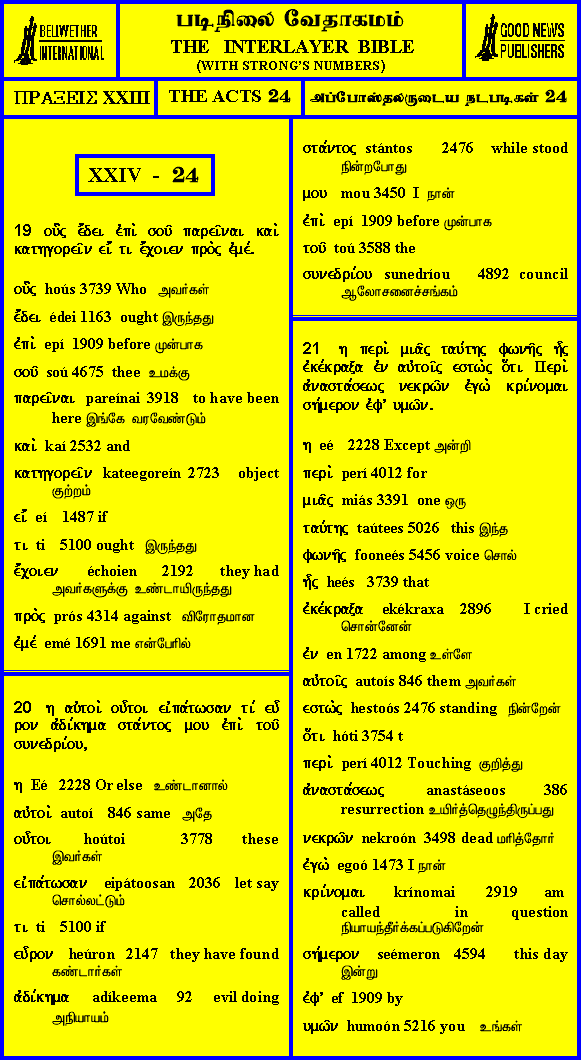 BELLWETHER
INTERNATIONAL
படிநிலை வேதாகமம்
THE INTERLAYER BIBLE
(WITH STRONG'S NUMBERS)
GOOD NEWS
PUBLISHERS
ΠΡΑΞΕΙΣ XXIII
THE ACTS 24
அப்போஸ்தலருடைய நடபடிகள் 24
XXIV - 24
19 οὓς ἔδει ἐπὶ σοῦ παρεῖναι καὶ
κατηγορεῖν εἴ τι ἔχοιεν πρὸς ἐμέ.
οὓς hoús 3739 Who அவர்கள்
ἔδει édei 1163 ought இருந்தது
ἐπὶ epí 1909 before முன்பாக
σοῦ soú 4675 thee உமக்கு
παρεῖναι pareínai 3918 to have been
here இங்கே வரவேண்டும்
καὶ kaí 2532 and
κατηγορεῖν kateegoreín 2723 object
குற்றம்
εἴ eí 1487 if
τι ti 5100 ought இருந்தது
ἔχοιεν échoien 2192 they had
அவர்களுக்கு உண்டாயிருந்தது
πρὸς prós 4314 against விரோதமான
ἐμέ emé 1691 me என்பேரில்
20 η αὐτοὶ οὗτοι εἰπάτωσαν τί εὗ
ρον ἀδίκημα στάντος μου ἐπὶ τοῦ
συνεδρίου,
η Eé 2228 Or else உண்டானால்
αὐτοὶ autoí 846 same அதே
οὗτοι hoútoi 3778 these
இவர்கள்
εἰπάτωσαν eipátoosan 2036 let say
சொல்லட்டும்
τι ti 5100 if
εὗρον heúron 2147 they have found
கண்டார்கள்
ἀδίκημα adíkeema 92 evil doing
அநியாயம்
στάντος stántos 2476 while stood
நின்றபோது
μου mou 3450 I நான்
ἐπὶ epí 1909 before முன்பாக
τοῦ toú 3588 the
συνεδρίου sunedríou 4892 council
ஆலோசனைச்சங்கம்
21 η περὶ μιᾶς ταύτης φωνῆς ἧς
ἐκέκραξα ἐν αὐτοῖς εστὼς ὅτι Περὶ
ἀναστάσεως νεκρῶν ἐγὼ κρίνομαι
σήμερον ἐφ' υμῶν.
η eé 2228 Except அன்றி
περὶ perí 4012 for
μιᾶς miás 3391 one ஒரு
ταύτης taútees 5026 this இந்த
φωνῆς fooneés 5456 voice சொல்
ἧς heés 3739 that
ἐκέκραξα ekékraxa 2896 I cried
சொன்னேன்
ἐν en 1722 among உள்ளே
αὐτοῖς autoís 846 them அவர்கள்
εστὼς hestoós 2476 standing நின்றேன்
ὅτι hóti 3754 t
περὶ perí 4012 Touching குறித்து
ἀναστάσεως anastáseoos 386
resurrection உயிர்த்தெழுந்திருப்பது
νεκρῶν nekroón 3498 dead மரித்தோர்
ἐγὼ egoó 1473 I நான்
κρίνομαι krínomai 2919 am
called in question
நியாயந்தீர்க்கப்படுகிறேன்
σήμερον seémeron 4594 this day
இன்று
ἐφ' ef 1909 by
υμῶν humoón 5216 you உங்கள்